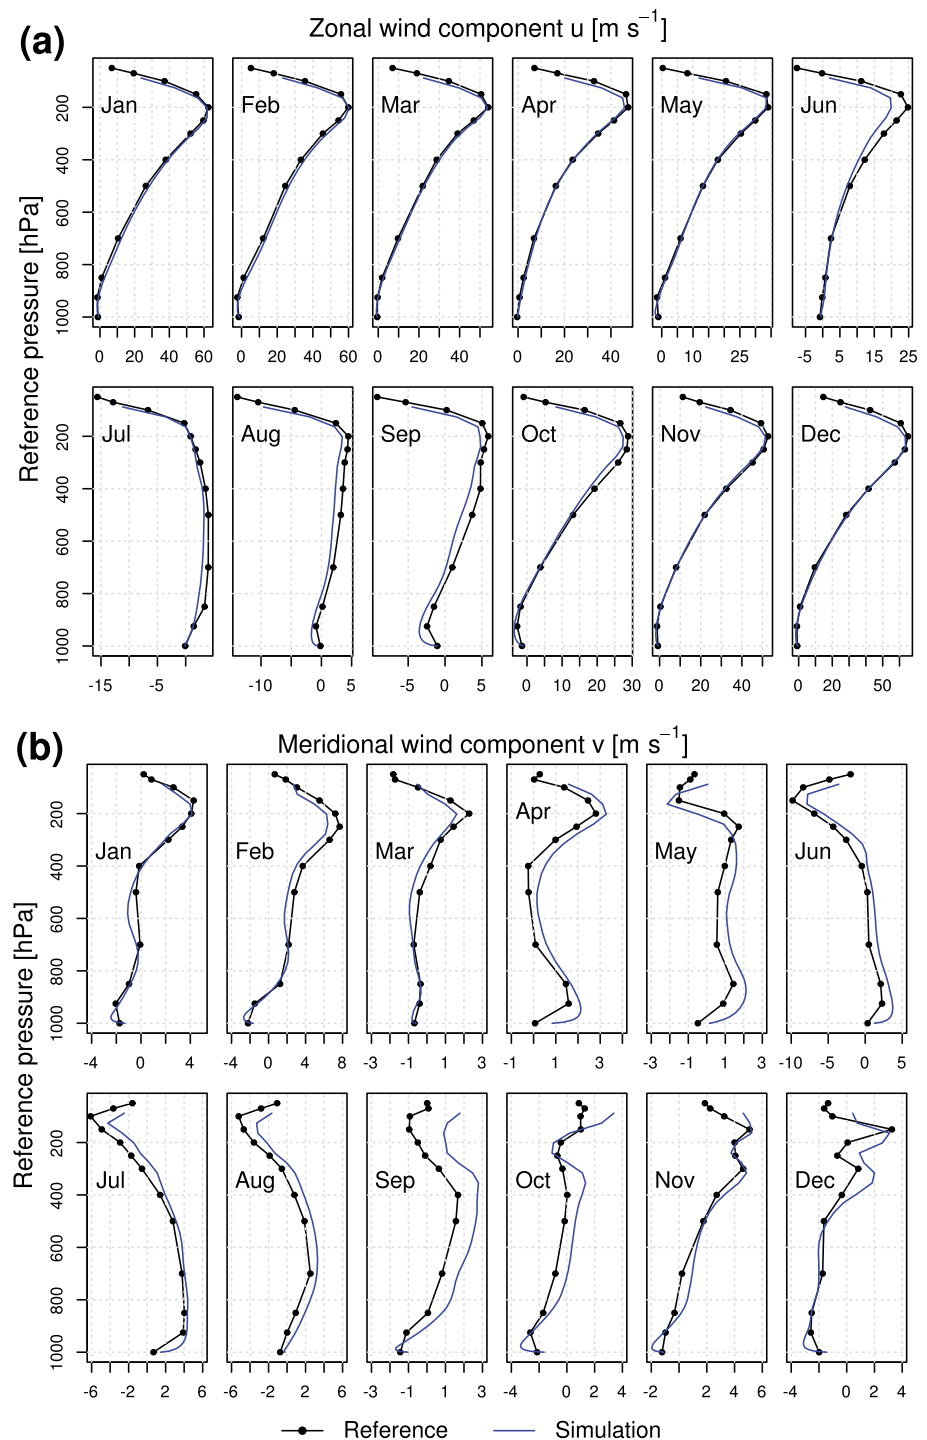 (a)
Zonal wind component u [m s−1]
Reference pressure [hPa]
Jan Feb Mar Apr May Jun
200
400
600
800
1000
0 20 40 60 0 20 40 60 0 20 40 0 20 40 0 10 25 -5 5 15 25
Jul Aug Sep Oct Nov Dec
200
400
600
800
1000
-15 -5 -10 0 5 -5 0 5 0 10 20 30 0 20 40 0 20 50
(b)
Meridional wind component v [m s−1]
Reference pressure [hPa]
Jan Feb Mar Apr May Jun
200
400
600
800
1000
-4 0 4 -4 0 4 8 -3 -1 1 3 -1 1 3 -3 -1 1 3 -10 -5 0 5
Jul Aug Sep Oct Nov Dec
200
400
600
800
1000
-6 -2 2 6 -6 -2 2 6 -3 -1 1 3 -4 0 2 4 -2 2 4 6 -4 0 2 4
Reference Simulation